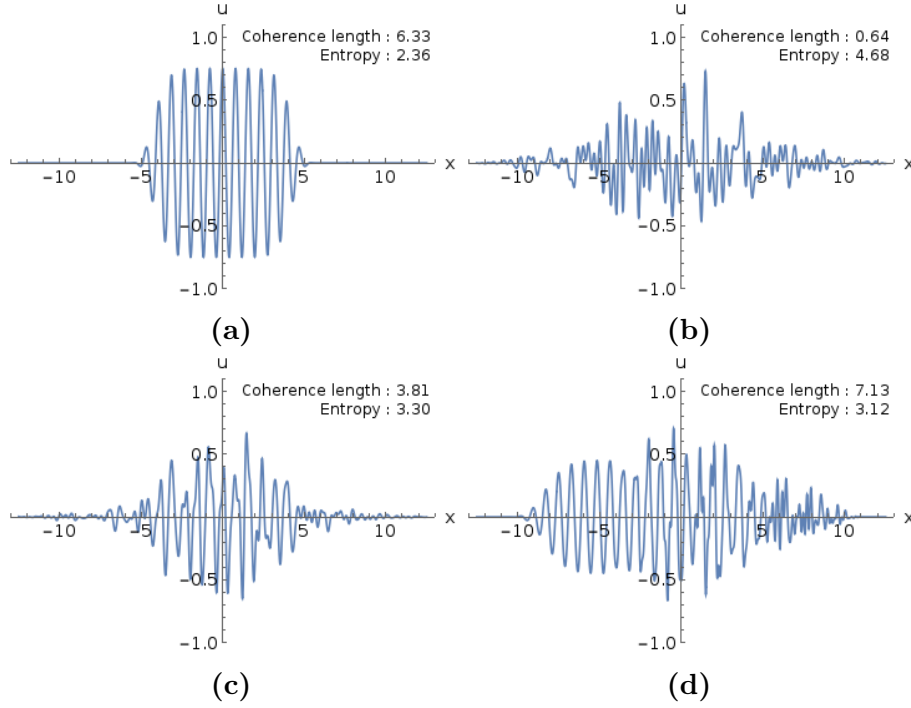 u
1.0
Coherence length : 6.33
Entropy : 2.36
0.5
-10 -5 5 10 x
-0.5
-1.0
(a)
u
1.0
Coherence length : 0.64
Entropy : 4.68
0.5
-10 -5 5 10 x
-0.5
-1.0
(b)
u
1.0
Coherence length : 3.81
Entropy : 3.30
0.5
-10 -5 5 10 x
-0.5
-1.0
(c)
u
1.0
Coherence length : 7.13
Entropy : 3.12
0.5
-10 -5 5 10 x
-0.5
-1.0
(d)